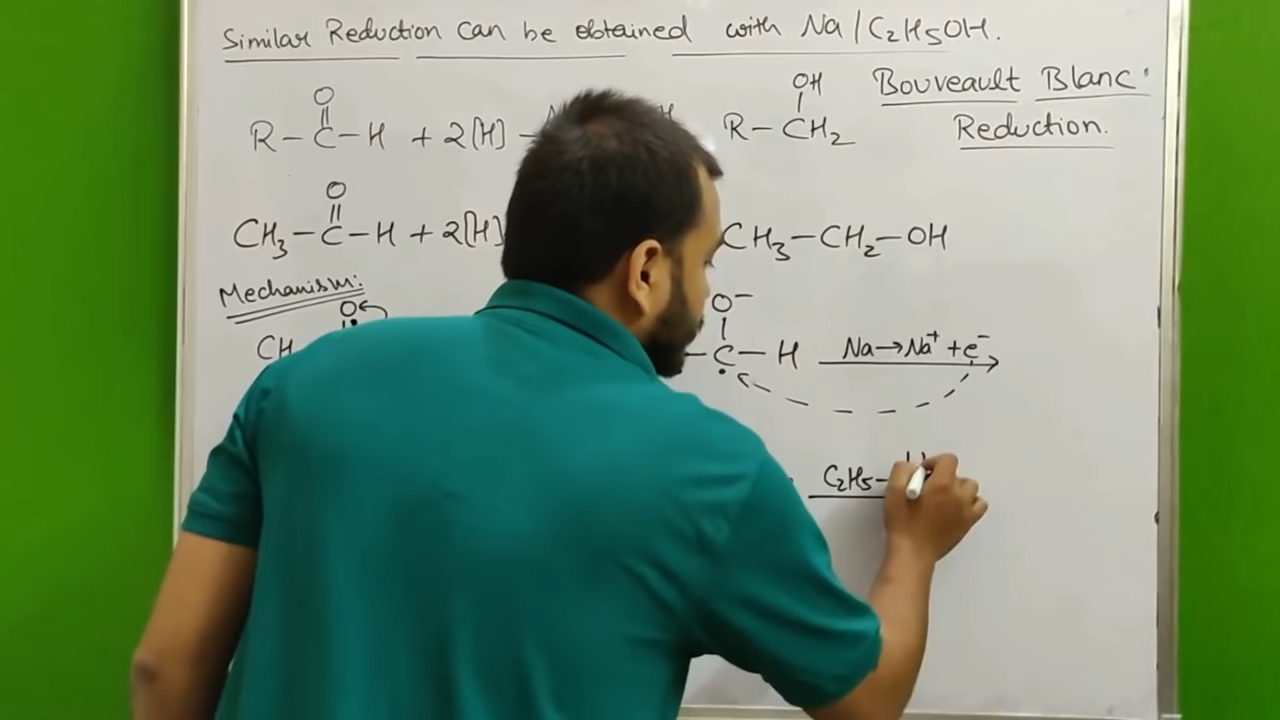 Similar Reduction can be obtained with Na/C2H5OH.
Bouveault Blanc
Reduction.
O
||
R-C-H + 2[H]
OH
|
R-CH2
O
||
CH3-C-H + 2[H]
CH3-CH2-OH
Mechanism:
O
CH
O-
|
-C-H
Na→Na+ + e-
C2H5-